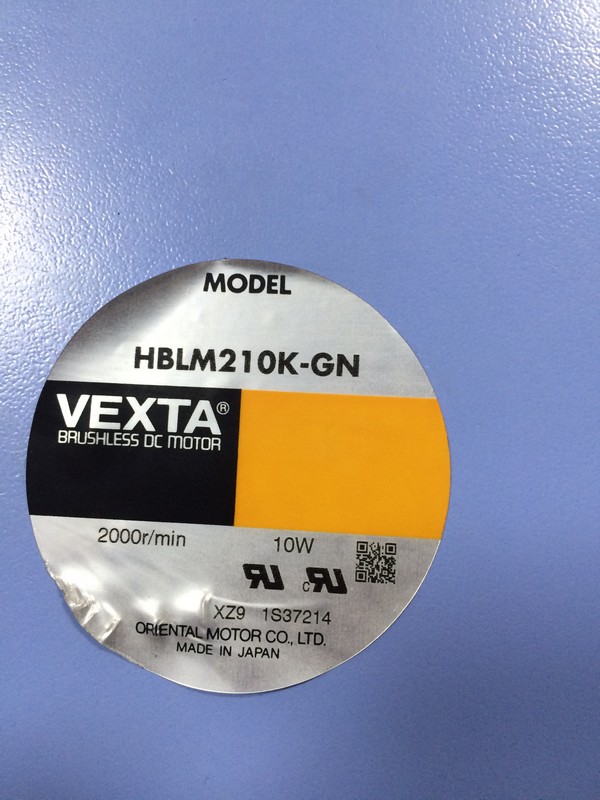 MODEL
HBLM210K-GN
VEXTA®
BRUSHLESS DC MOTOR
2000r/min 10W
XZ9 1S37214
ORIENTAL MOTOR CO., LTD.
MADE IN JAPAN